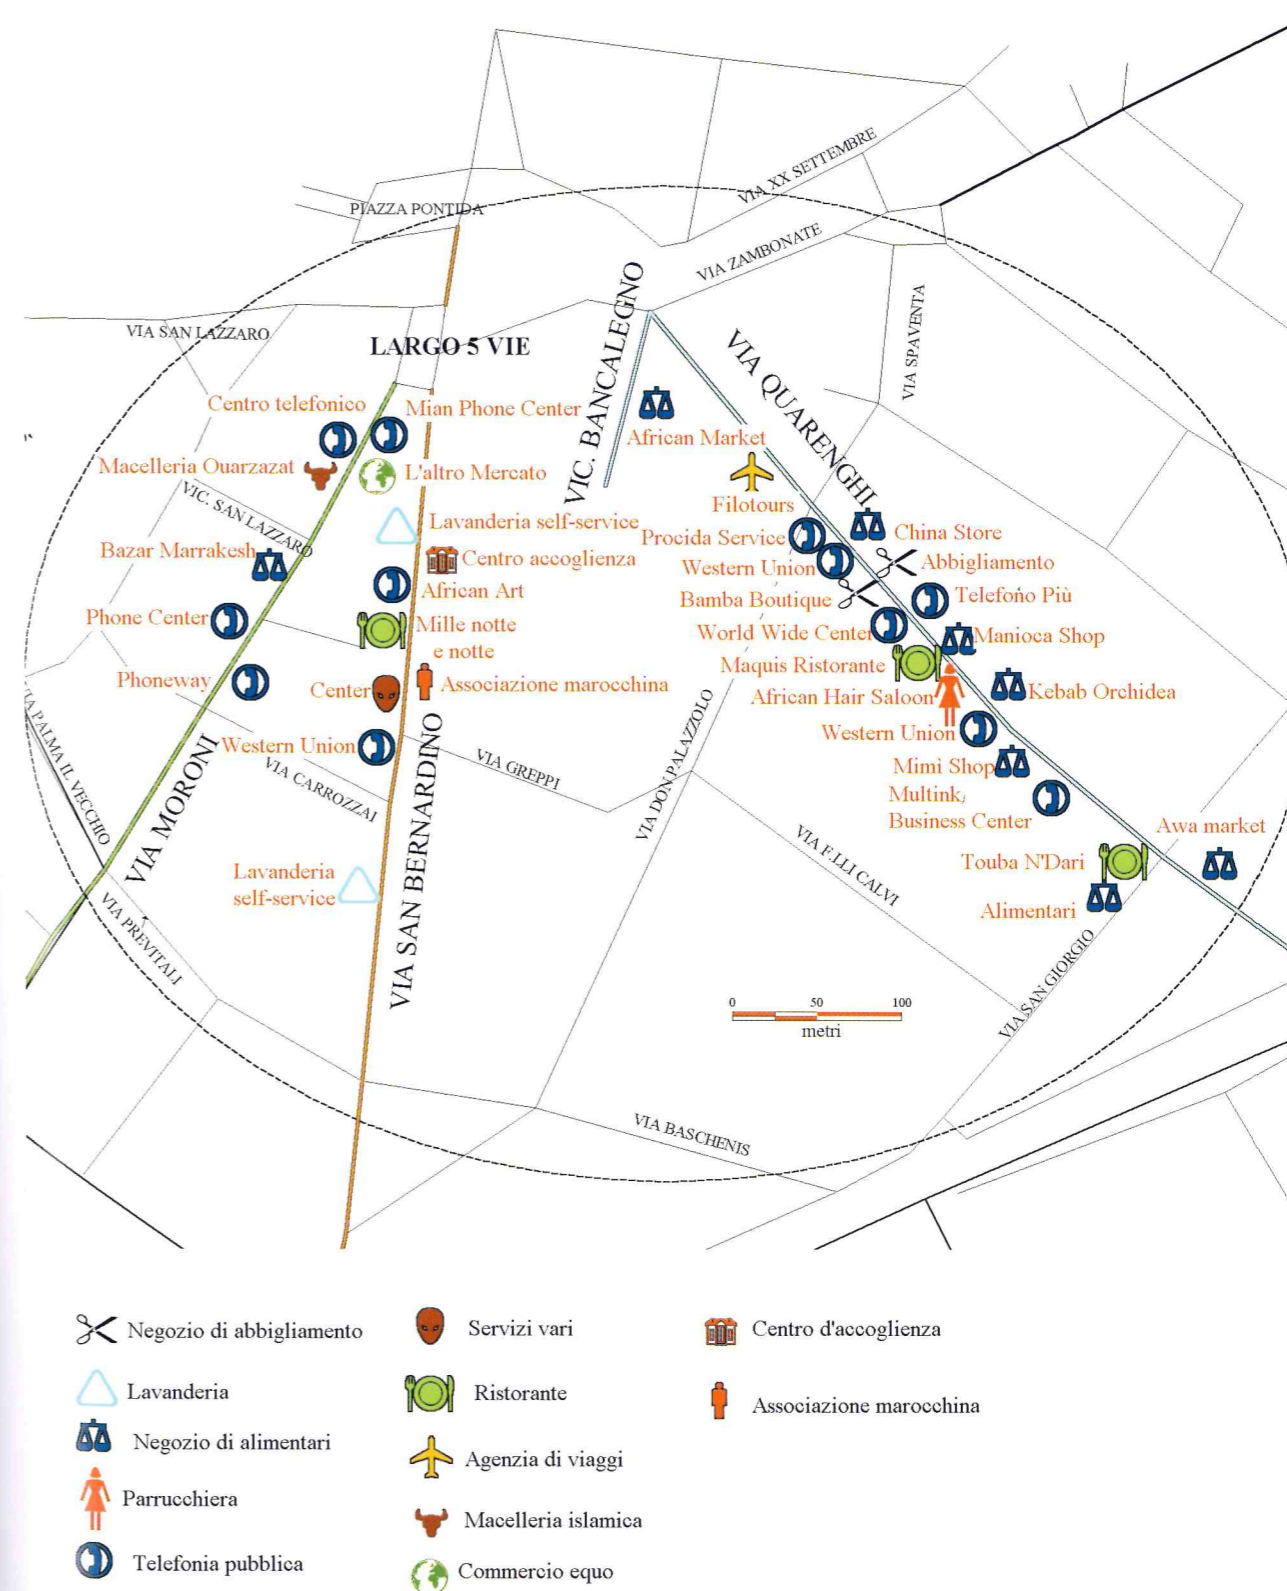 VIA XX SETTEMBRE
PIAZZA PONTIDA
VIA ZAMBONATE
VIA SAN LAZZARO
LARGO 5 VIE
VIC. BANCALEGNO
VIA QUARENGHI
VIA SPAVENTA
Centro telefonico
Mian Phone Center
African Market
Macelleria Ouarzazat
L'altro Mercato
VIC. SAN LAZZARO
Filotours
Lavanderia self-service
Procida Service
China Store
Bazar Marrakesh
Centro accoglienza
Western Union
Abbigliamento
African Art
Bamba Boutique
Telefono Più
Phone Center
Mille notte
e notte
World Wide Center
Manioca Shop
Maquis Ristorante
Phoneway
Center
Associazione marocchina
African Hair Saloon
Kebab Orchidea
Western Union
Western Union
VIA PALMA IL VECCHIO
VIA MORONI
VIA CARROZZAI
VIA SAN BERNARDINO
VIA GREPPI
VIA DON PALAZZOLO
Mimì Shop
Multink,
Business Center
Awa market
VIA F.LLI CALVI
Touba N'Dari
Lavanderia
self-service
Alimentari
VIA PREVITALI
VIA SAN GIORGIO
0 50 100
metri
VIA BASCHENIS
Negozio di abbigliamento
Servizi vari
Centro d'accoglienza
Lavanderia
Ristorante
Associazione marocchina
Negozio di alimentari
Agenzia di viaggi
Parrucchiera
Macelleria islamica
Telefonia pubblica
Commercio equo